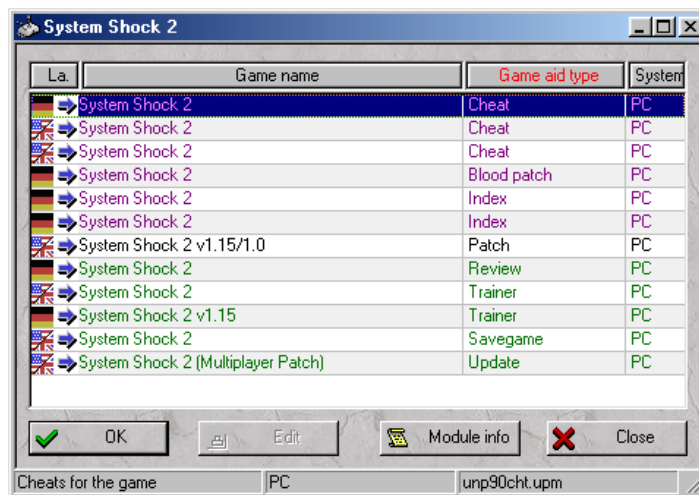 System Shock 2
La. Game name Game aid type System
System Shock 2 Cheat PC
System Shock 2 Cheat PC
System Shock 2 Cheat PC
System Shock 2 Blood patch PC
System Shock 2 Index PC
System Shock 2 Index PC
System Shock 2 v1.15/1.0 Patch PC
System Shock 2 Review PC
System Shock 2 Trainer PC
System Shock 2 v1.15 Trainer PC
System Shock 2 Savegame PC
System Shock 2 (Multiplayer Patch) Update PC
OK Edit Module info Close
Cheats for the game PC unp90cht.upm